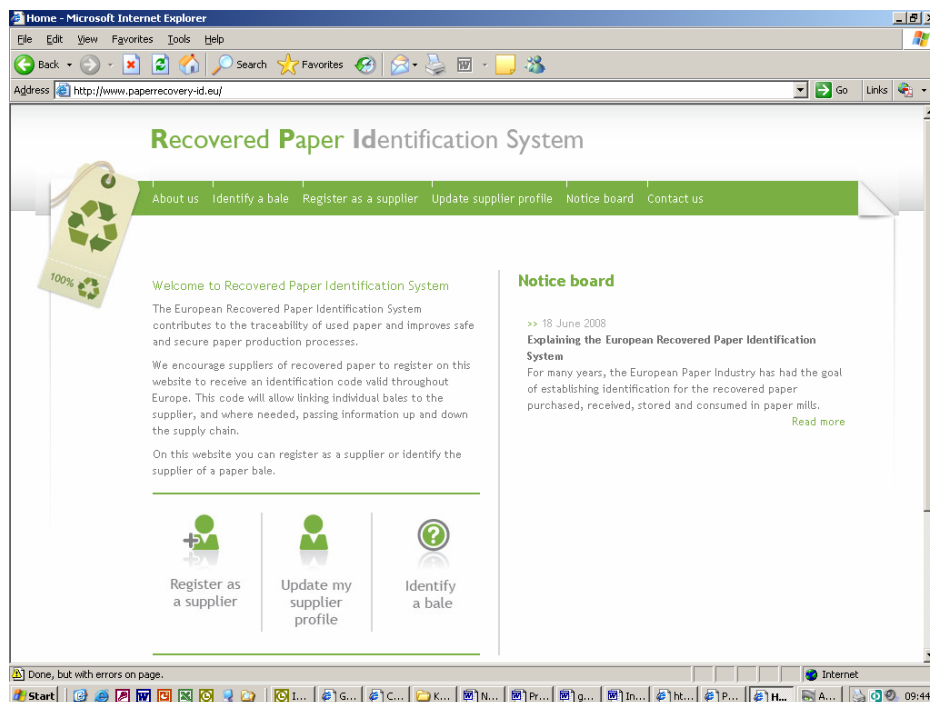 Home - Microsoft Internet Explorer
File Edit View Favorites Tools Help
Back Search Favorites
Address http://www.paperrecovery-id.eu/ Go Links
Recovered Paper Identification System
About us Identify a bale Register as a supplier Update supplier profile Notice board Contact us
100%
Welcome to Recovered Paper Identification System
The European Recovered Paper Identification System
contributes to the traceability of used paper and improves safe
and secure paper production processes.
We encourage suppliers of recovered paper to register on this
website to receive an identification code valid throughout
Europe. This code will allow linking individual bales to the
supplier, and where needed, passing information up and down
the supply chain.
On this website you can register as a supplier or identify the
supplier of a paper bale.
Register as
a supplier
Update my
supplier
profile
Identify
a bale
Notice board
>> 18 June 2008
Explaining the European Recovered Paper Identification
System
For many years, the European Paper Industry has had the goal
of establishing identification for the recovered paper
purchased, received, stored and consumed in paper mills.
Read more
Done, but with errors on page. Internet
Start I... G... C... K... N... Pr... g... In... ht... P... H... A... 09:44